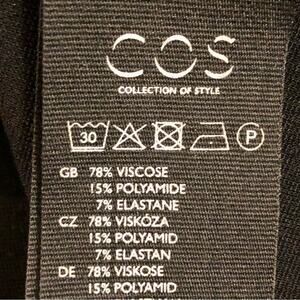 COS
COLLECTION OF STYLE
30 P
GB 78% VISCOSE
15% POLYAMIDE
7% ELASTANE
CZ 78% VISKÓZA
15% POLYAMID
7% ELASTAN
DE 78% VISKOSE
15% POLYAMID